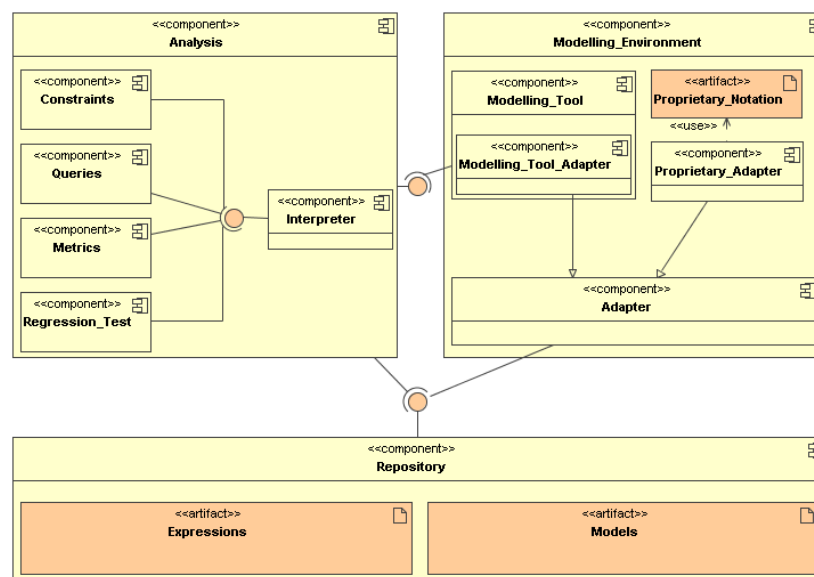 <<component>>
Analysis
<<component>>
Constraints
<<component>>
Queries
<<component>>
Metrics
<<component>>
Regression_Test
<<component>>
Interpreter
<<component>>
Modelling_Environment
<<component>>
Modelling_Tool
<<component>>
Modelling_Tool_Adapter
<<artifact>>
Proprietary_Notation
<<use>>
<<component>>
Proprietary_Adapter
<<component>>
Adapter
<<component>>
Repository
<<artifact>>
Expressions
<<artifact>>
Models